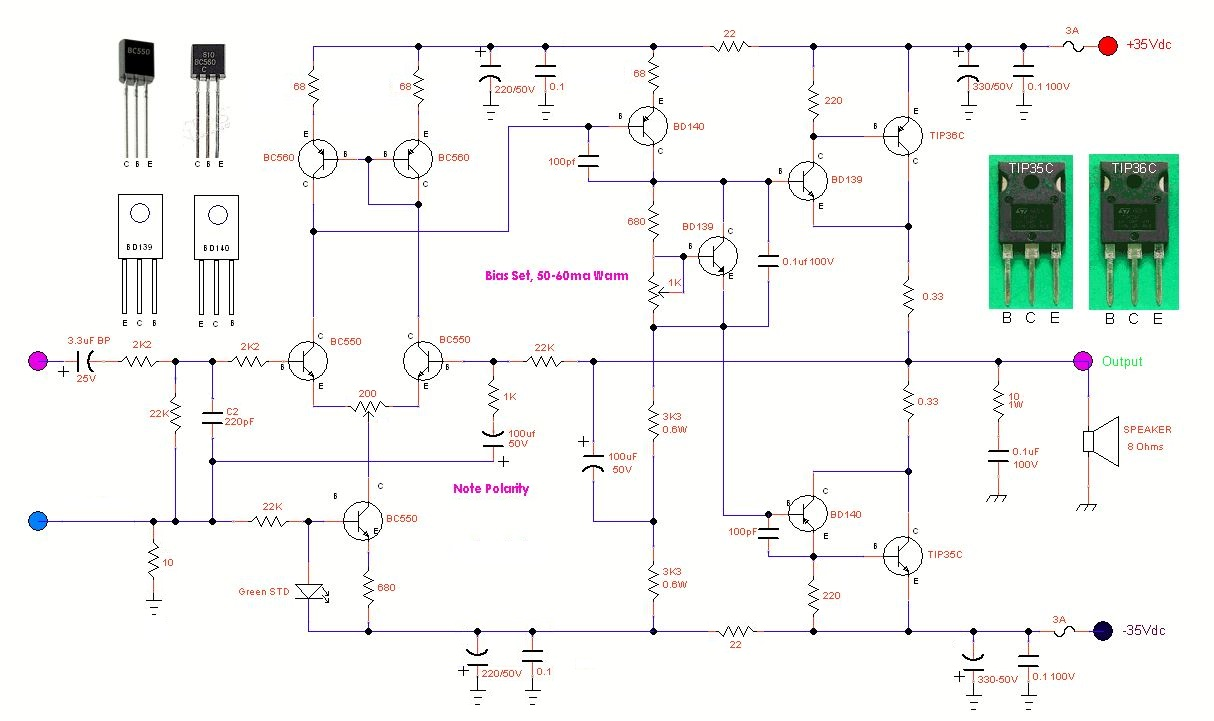 22
3A
+35Vdc
BC550
S10
BC560
C
C B E
C B E
68
68
220/50V
0.1
68
E
B
C
BD140
220
E
B
C
TIP36C
330/50V
0.1 100V
E
BC560
B
C
E
B
BC560
C
100pf
C
B
BD139
E
TIP35C
TIP36C
BD139
BD140
E C B
E C B
680
BD139
C
B
E
0.1uf 100V
Bias Set, 50-60ma Warm
1K
0.33
B C E
B C E
3.3uF BP
+
25V
2K2
2K2
C
BC550
B
E
C
BC550
B
E
22K
Output
22K
C2
220pF
200
1K
100uf
50V
+
Note Polarity
+
100uF
50V
3K3
0.6W
0.33
10
1W
0.1uF
100V
SPEAKER
8 Ohms
22K
C
B
BC550
E
C
B
BD140
E
100pF
C
B
TIP35C
E
10
Green STD
680
3K3
0.6W
220
22
3A
-35Vdc
+
220/50V
0.1
+
330-50V
0.1 100V